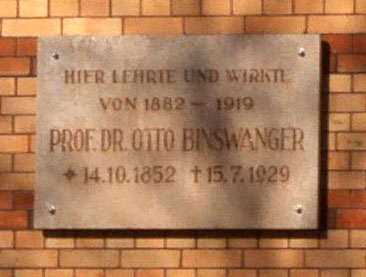 HIER LEHRTE UND WIRKTE
VON 1882 – 1919
PROF. DR. OTTO BINSWANGER
* 14.10.1852 † 15.7.1929